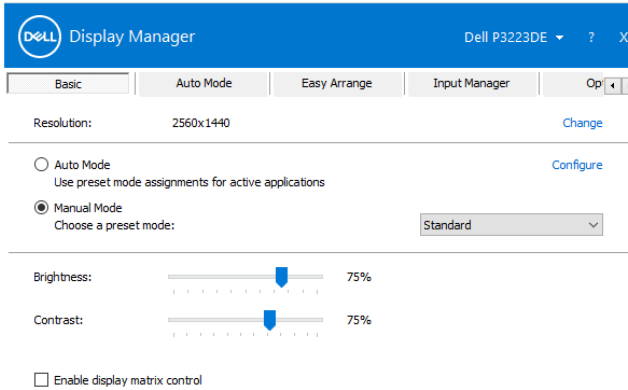 DELL Display Manager Dell P3223DE ? X
Basic Auto Mode Easy Arrange Input Manager
Resolution: 2560x1440 Change
Auto Mode Configure
Use preset mode assignments for active applications
Manual Mode
Choose a preset mode: Standard
Brightness: 75%
Contrast: 75%
Enable display matrix control